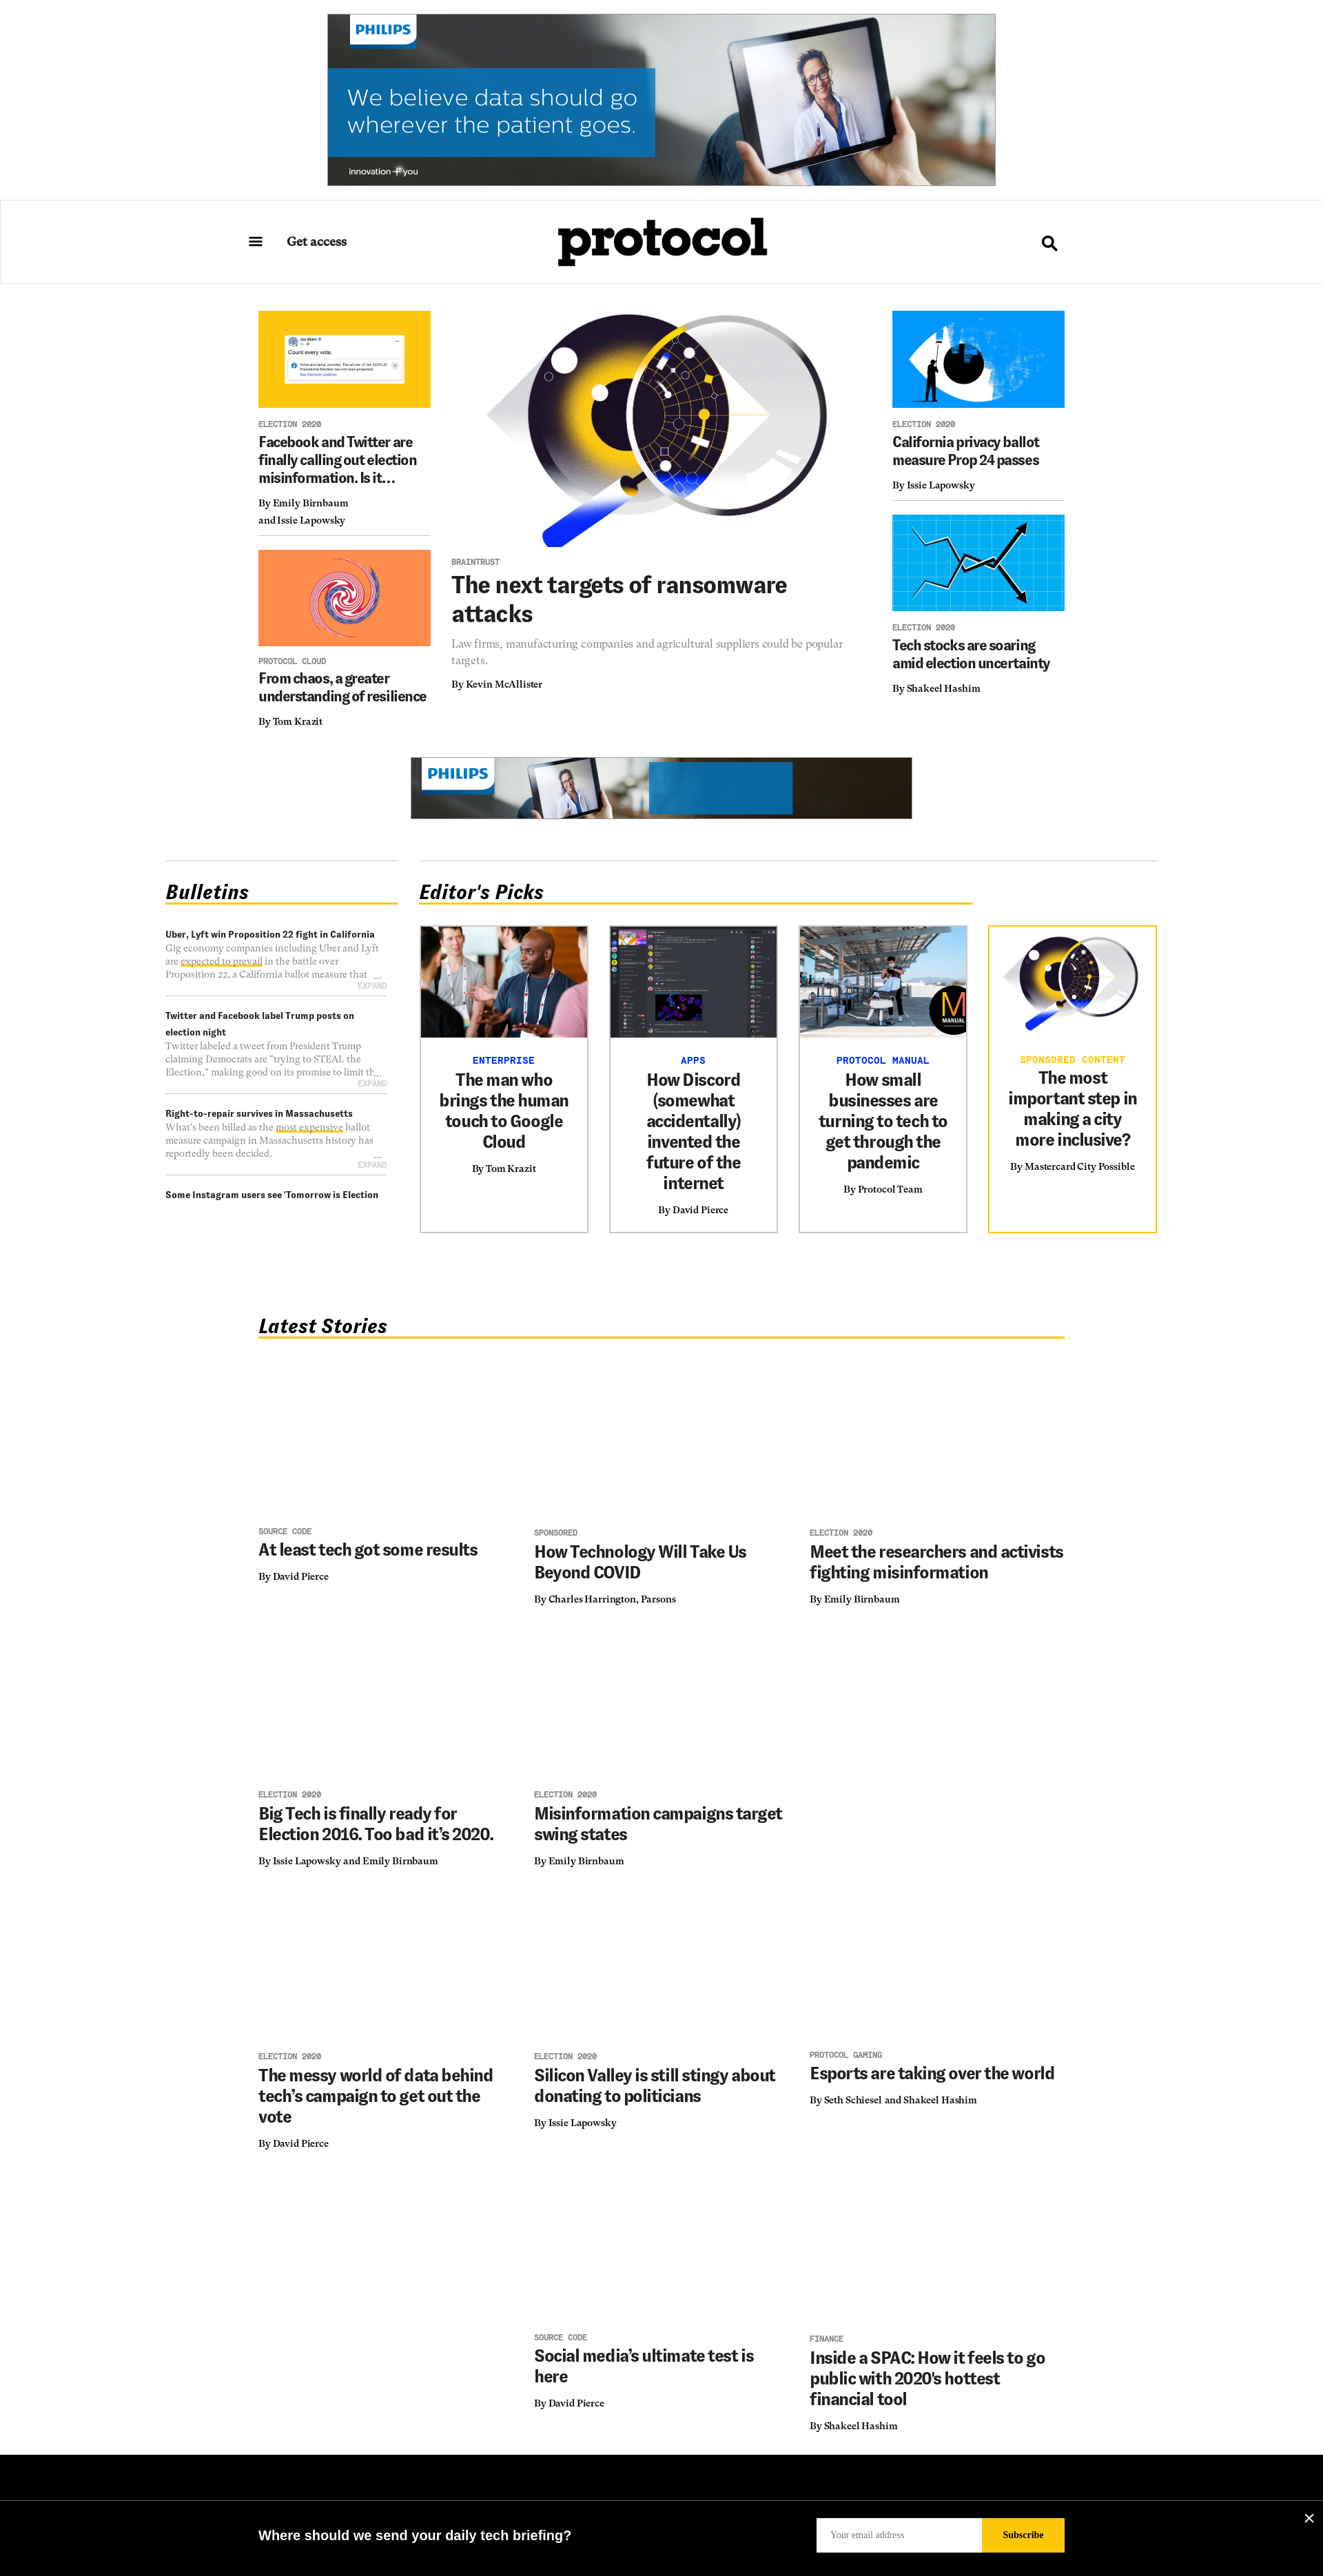 PHILIPS
We believe data should go
wherever the patient goes.
innovation+you
Get access
protocol
Joe Biden
Count every vote.
ELECTION 2020
Facebook and Twitter are
finally calling out election
misinformation. Is it…
By Emily Birnbaum
and Issie Lapowsky
PROTOCOL CLOUD
From chaos, a greater
understanding of resilience
By Tom Krazit
BRAINTRUST
The next targets of ransomware
attacks
Law firms, manufacturing companies and agricultural suppliers could be popular
targets.
By Kevin McAllister
ELECTION 2020
California privacy ballot
measure Prop 24 passes
By Issie Lapowsky
ELECTION 2020
Tech stocks are soaring
amid election uncertainty
By Shakeel Hashim
PHILIPS
Bulletins
Uber, Lyft win Proposition 22 fight in California
Gig economy companies including Uber and Lyft
are expected to prevail in the battle over
Proposition 22, a California ballot measure that ...
EXPAND
Twitter and Facebook label Trump posts on
election night
Twitter labeled a tweet from President Trump
claiming Democrats are "trying to STEAL the
Election," making good on its promise to limit th...
EXPAND
Right-to-repair survives in Massachusetts
What's been billed as the most expensive ballot
measure campaign in Massachusetts history has
reportedly been decided. ...
EXPAND
Some Instagram users see 'Tomorrow is Election
Editor's Picks
ENTERPRISE
The man who
brings the human
touch to Google
Cloud
By Tom Krazit
APPS
How Discord
(somewhat
accidentally)
invented the
future of the
internet
By David Pierce
MANUAL
PROTOCOL MANUAL
How small
businesses are
turning to tech to
get through the
pandemic
By Protocol Team
SPONSORED CONTENT
The most
important step in
making a city
more inclusive?
By Mastercard City Possible
Latest Stories
SOURCE CODE
At least tech got some results
By David Pierce
SPONSORED
How Technology Will Take Us
Beyond COVID
By Charles Harrington, Parsons
ELECTION 2020
Meet the researchers and activists
fighting misinformation
By Emily Birnbaum
ELECTION 2020
Big Tech is finally ready for
Election 2016. Too bad it's 2020.
By Issie Lapowsky and Emily Birnbaum
ELECTION 2020
Misinformation campaigns target
swing states
By Emily Birnbaum
ELECTION 2020
The messy world of data behind
tech's campaign to get out the
vote
By David Pierce
ELECTION 2020
Silicon Valley is still stingy about
donating to politicians
By Issie Lapowsky
PROTOCOL GAMING
Esports are taking over the world
By Seth Schiesel and Shakeel Hashim
SOURCE CODE
Social media's ultimate test is
here
By David Pierce
FINANCE
Inside a SPAC: How it feels to go
public with 2020's hottest
financial tool
By Shakeel Hashim
Where should we send your daily tech briefing?
Your email address
Subscribe